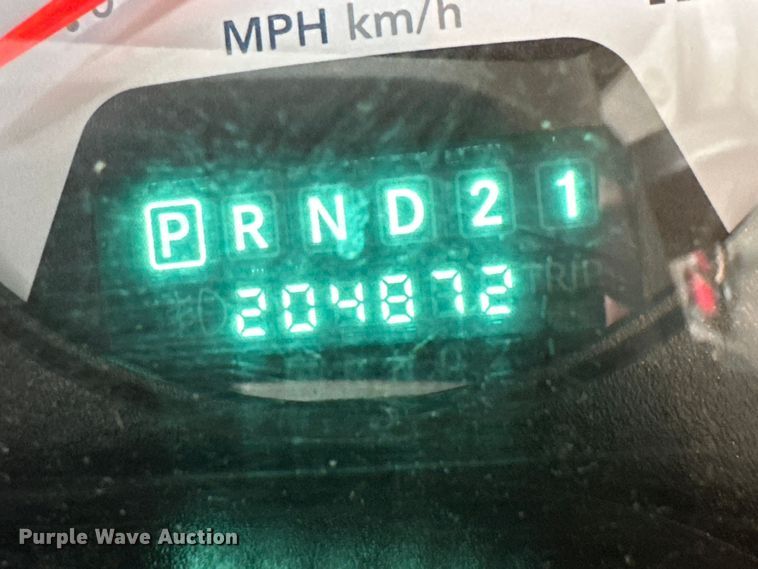 MPH km/h
P R N D 2 1
204872 TRIP
Purple Wave Auction